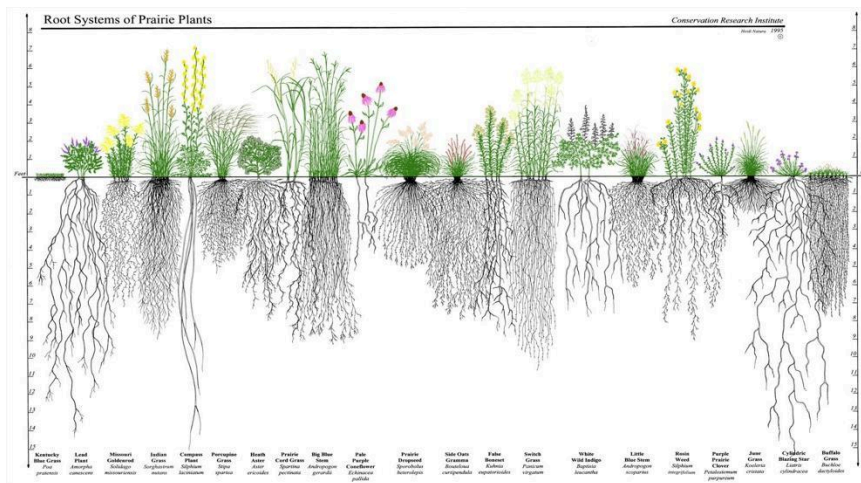 Root Systems of Prairie Plants
Conservation Research Institute
Heidi Natura 1995
©
Feet
Kentucky
Blue Grass
Poa
pratensis
Lead
Plant
Amorpha
canescens
Missouri
Goldenrod
Solidago
missouriensis
Indian
Grass
Sorghastrum
nutans
Compass
Plant
Silphium
laciniatum
Porcupine
Grass
Stipa
spartea
Heath
Aster
Aster
ericoides
Prairie
Cord Grass
Spartina
pectinata
Big Blue
Stem
Andropogon
gerardii
Pale
Purple
Coneflower
Echinacea
pallida
Prairie
Dropseed
Sporobolus
heterolepis
Side Oats
Gramma
Bouteloua
curtipendula
False
Boneset
Kuhnia
eupatorioides
Switch
Grass
Panicum
virgatum
White
Wild Indigo
Baptisia
leucantha
Little
Blue Stem
Andropogon
scoparius
Rosin
Weed
Silphium
integrifolium
Purple
Prairie
Clover
Petalostemum
purpureum
June
Grass
Koeleria
cristata
Cylindric
Blazing Star
Liatris
cylindracea
Buffalo
Grass
Buchloe
dactyloides